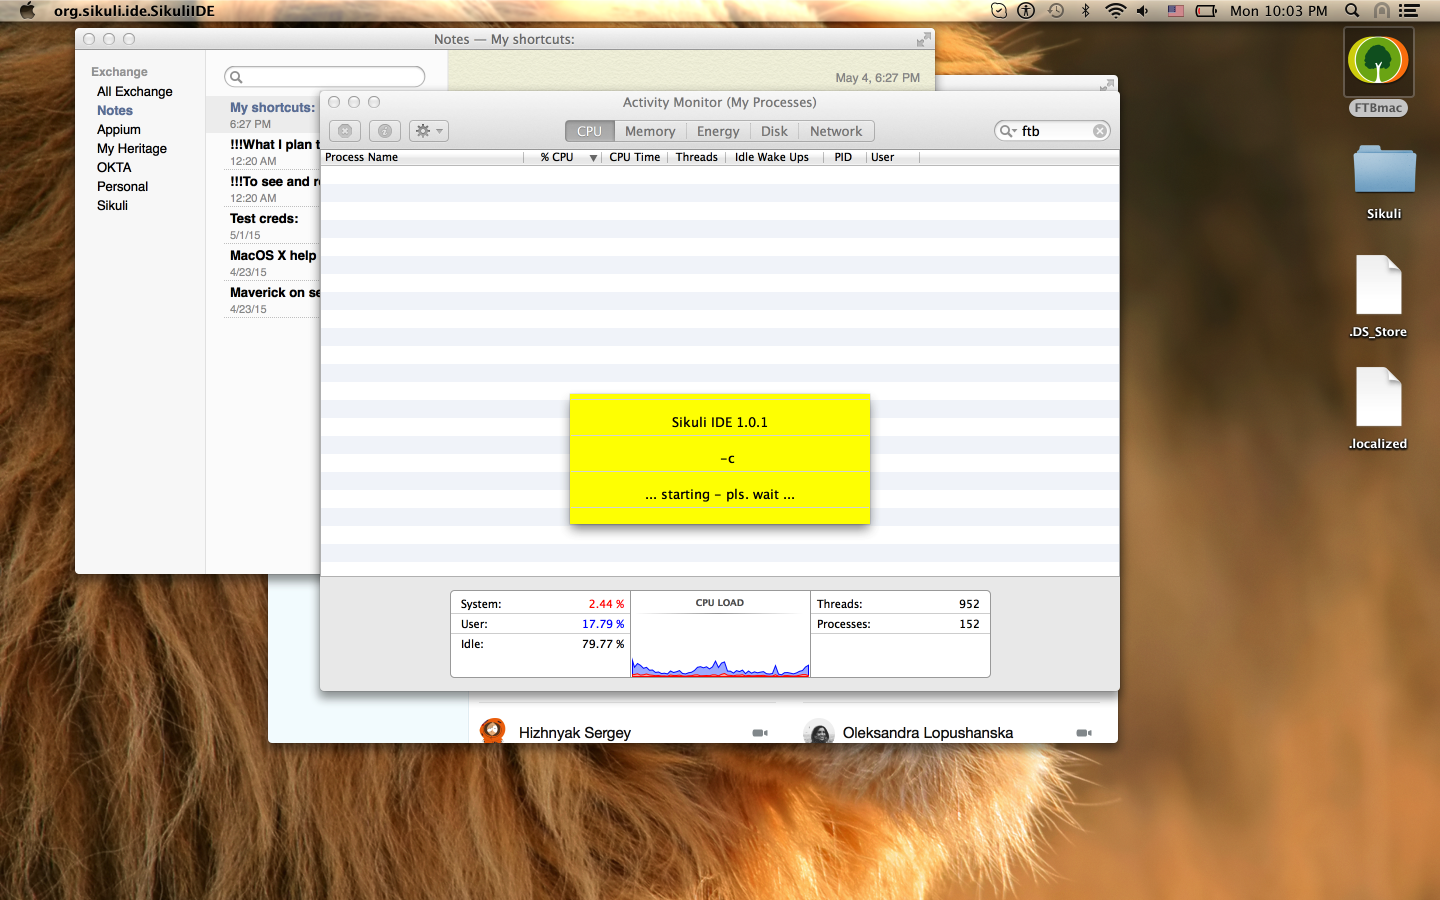 org.sikuli.ide.SikuliIDE
Mon 10:03 PM
Notes — My shortcuts:
Exchange
All Exchange
Notes
Appium
My Heritage
OKTA
Personal
Sikuli
My shortcuts:
6:27 PM
!!!What I plan t
12:20 AM
!!!To see and r
12:20 AM
Test creds:
5/1/15
MacOS X help
4/23/15
Maverick on se
4/23/15
May 4, 6:27 PM
Activity Monitor (My Processes)
CPU Memory Energy Disk Network
ftb
Process Name % CPU CPU Time Threads Idle Wake Ups PID User
Sikuli IDE 1.0.1
-c
... starting - pls. wait ...
System: 2.44 %
User: 17.79 %
Idle: 79.77 %
CPU LOAD
Threads: 952
Processes: 152
Hizhnyak Sergey
Oleksandra Lopushanska
FTBmac
Sikuli
.DS_Store
.localized